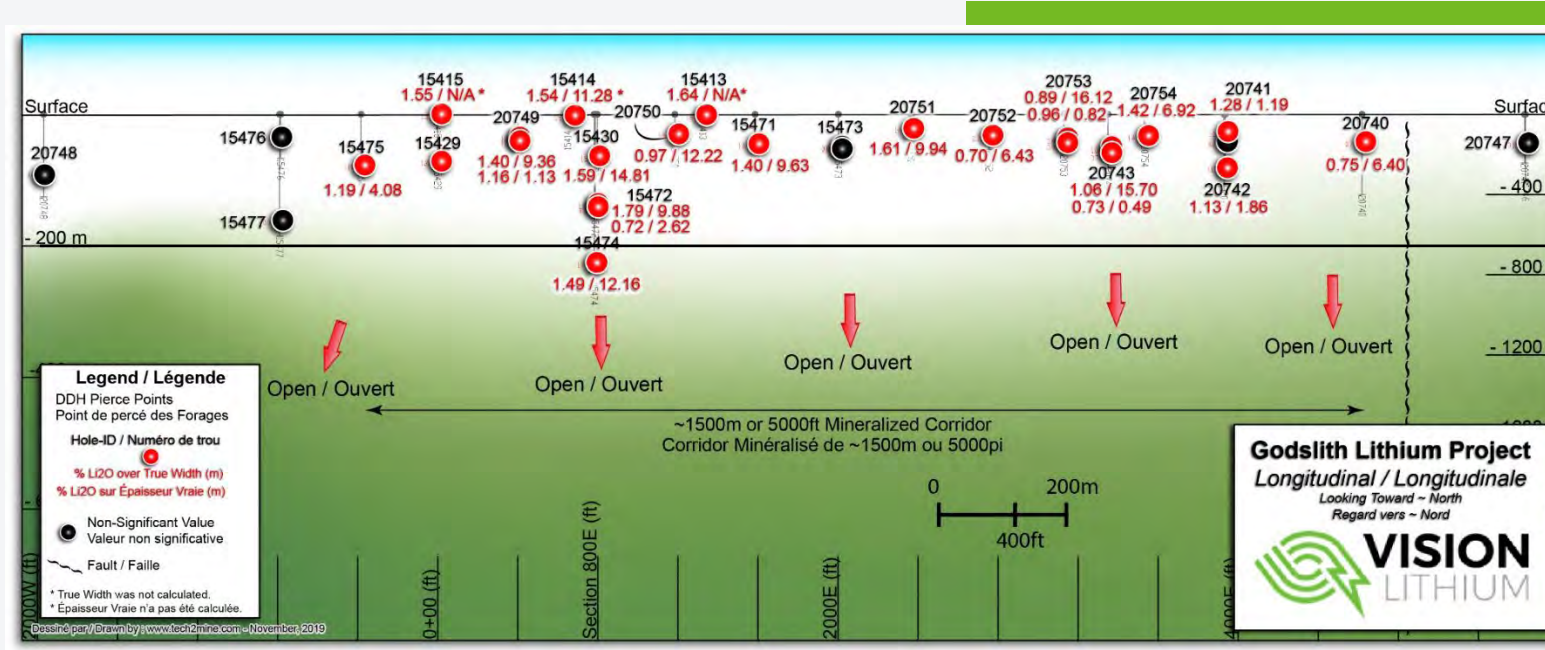 15415
1.55 / N/A *
15414
1.54 / 11.28 *
15413
1.64 / N/A*
20753
0.89 / 16.12
0.96 / 0.82
20754
1.42 / 6.92
20741
1.28 / 1.19
Surface
20748
15476
15477
15475
1.19 / 4.08
15429
20749
1.40 / 9.36
1.16 / 1.13
15430
1.59 / 14.81
20750
0.97 / 12.22
15471
1.40 / 9.63
15473
20751
1.61 / 9.94
20752
0.70 / 6.43
20743
1.06 / 15.70
0.73 / 0.49
20742
1.13 / 1.86
20740
0.75 / 6.40
20747
15472
1.79 / 9.88
0.72 / 2.62
15474
1.49 / 12.16
- 200 m
- 400
- 800
- 1200
Open / Ouvert
Open / Ouvert
Open / Ouvert
Open / Ouvert
Open / Ouvert
~1500m or 5000ft Mineralized Corridor
Corridor Minéralisé de ~1500m ou 5000pi
0 200m
400ft
Legend / Légende
DDH Pierce Points
Point de percé des Forages
Hole-ID / Numéro de trou
% Li2O over True Width (m)
% Li2O sur Épaisseur Vraie (m)
Non-Significant Value
Valeur non significative
Fault / Faille
* True Width was not calculated.
* Épaisseur Vraie n'a pas été calculée.
2000W (ft)
0+00 (ft)
Section 800E (ft)
2000E (ft)
4000E (ft)
Dessiné par / Drawn by : www.tech2mine.com - November, 2019
Godslith Lithium Project
Longitudinal / Longitudinale
Looking Toward ~ North
Regard vers ~ Nord
VISION
LITHIUM